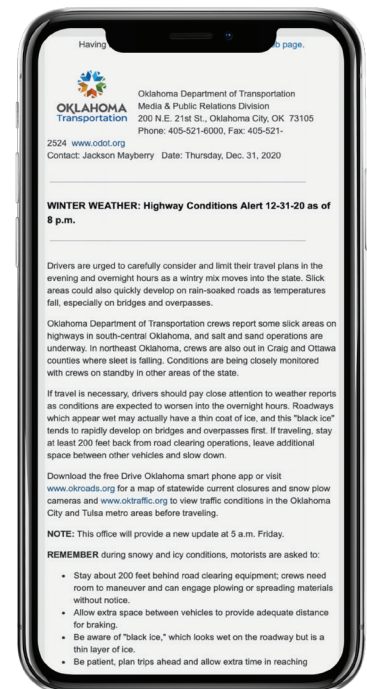 Having
b page.
OKLAHOMA
Transportation
Oklahoma Department of Transportation
Media & Public Relations Division
200 N.E. 21st St., Oklahoma City, OK 73105
Phone: 405-521-6000, Fax: 405-521-
2524 www.odot.org
Contact: Jackson Mayberry Date: Thursday, Dec. 31, 2020
WINTER WEATHER: Highway Conditions Alert 12-31-20 as of
8 p.m.
Drivers are urged to carefully consider and limit their travel plans in the
evening and overnight hours as a wintry mix moves into the state. Slick
areas could also quickly develop on rain-soaked roads as temperatures
fall, especially on bridges and overpasses.
Oklahoma Department of Transportation crews report some slick areas on
highways in south-central Oklahoma, and salt and sand operations are
underway. In northeast Oklahoma, crews are also out in Craig and Ottawa
counties where sleet is falling. Conditions are being closely monitored
with crews on standby in other areas of the state.
If travel is necessary, drivers should pay close attention to weather reports
as conditions are expected to worsen into the overnight hours. Roadways
which appear wet may actually have a thin coat of ice, and this "black ice"
tends to rapidly develop on bridges and overpasses first. If traveling, stay
at least 200 feet back from road clearing operations, leave additional
space between other vehicles and slow down.
Download the free Drive Oklahoma smart phone app or visit
www.okroads.org for a map of statewide current closures and snow plow
cameras and www.oktraffic.org to view traffic conditions in the Oklahoma
City and Tulsa metro areas before traveling.
NOTE: This office will provide a new update at 5 a.m. Friday.
REMEMBER during snowy and icy conditions, motorists are asked to:
• Stay about 200 feet behind road clearing equipment; crews need
room to maneuver and can engage plowing or spreading materials
without notice.
• Allow extra space between vehicles to provide adequate distance
for braking.
• Be aware of "black ice," which looks wet on the roadway but is a
thin layer of ice.
• Be patient, plan trips ahead and allow extra time in reaching